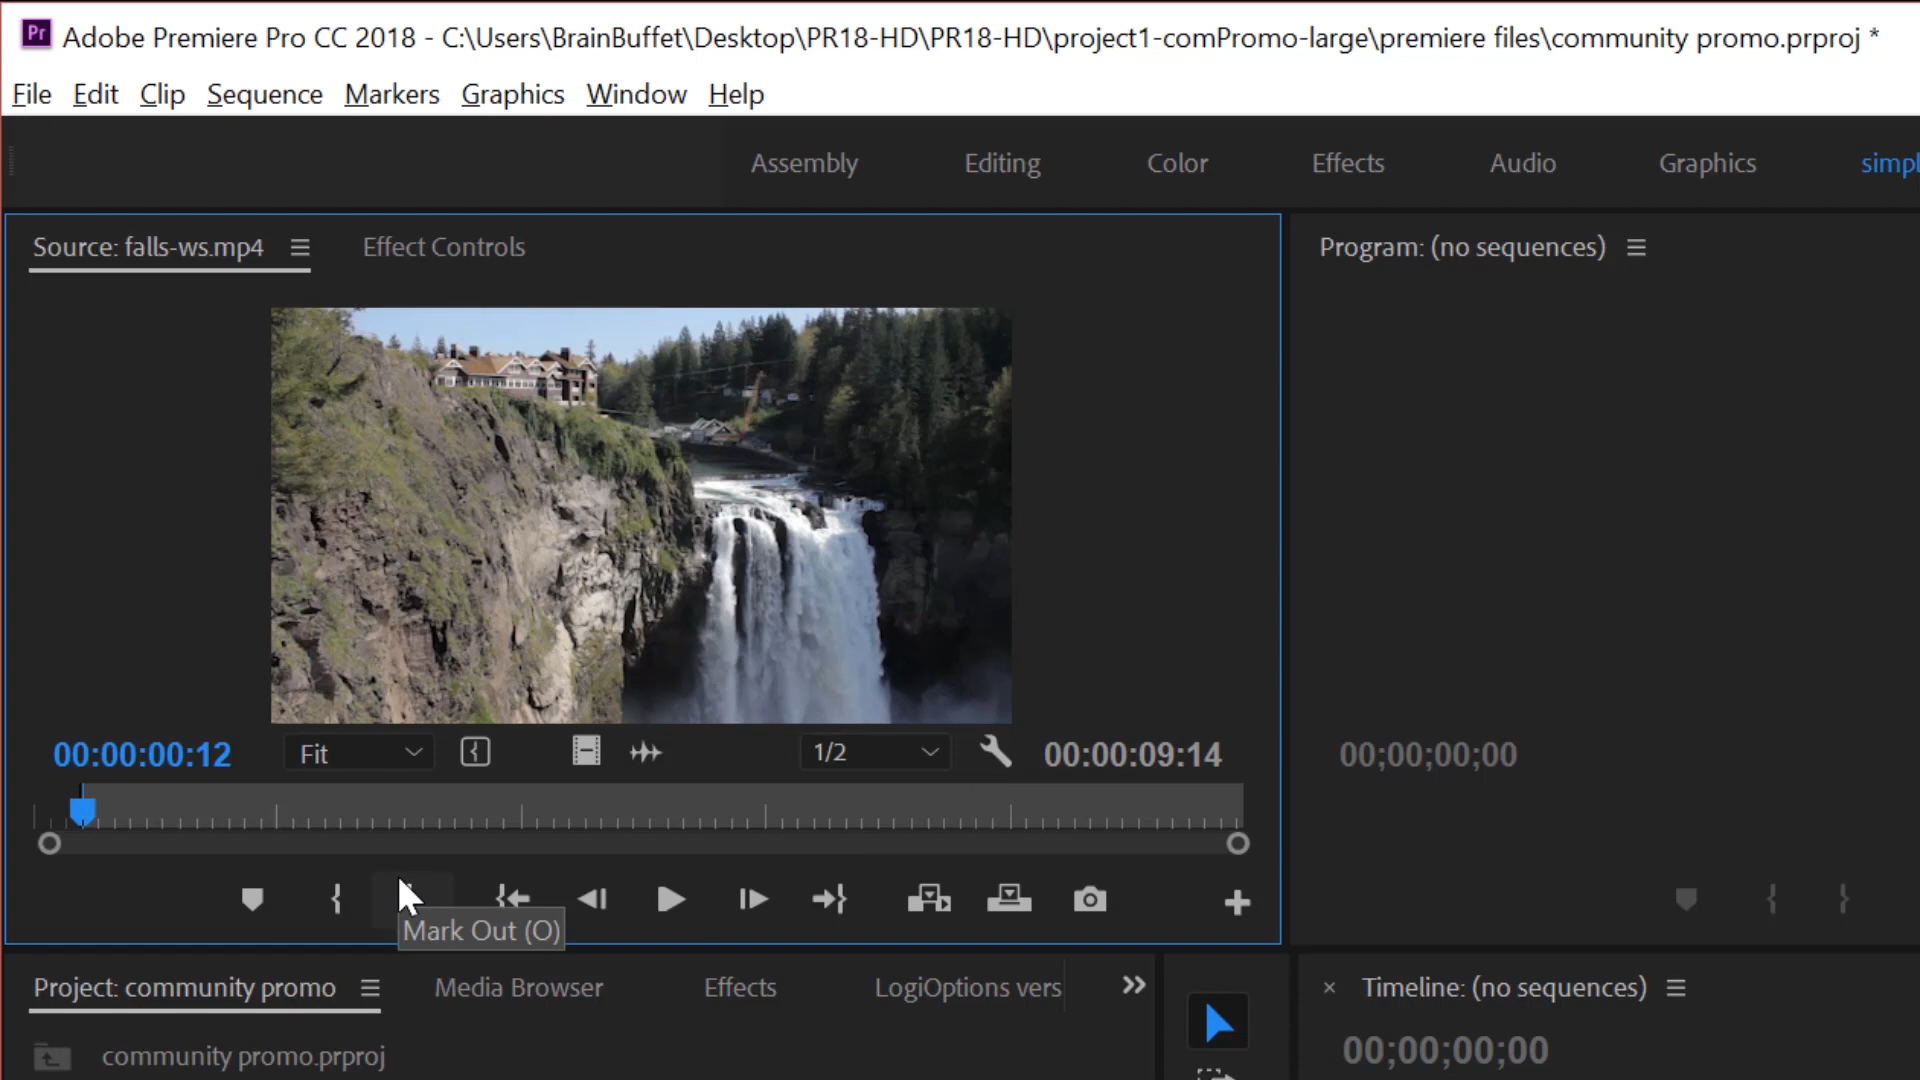 Pr Adobe Premiere Pro CC 2018 - C:\Users\BrainBuffet\Desktop\PR18-HD\PR18-HD\project1-comPromo-large\premiere files\community promo.prproj *
File Edit Clip Sequence Markers Graphics Window Help
Assembly Editing Color Effects Audio Graphics simpl
Source: falls-ws.mp4 Effect Controls Program: (no sequences)
00:00:00:12 Fit 1/2 00:00:09:14 00;00;00;00
Mark Out (O)
Project: community promo Media Browser Effects LogiOptions vers Timeline: (no sequences)
community promo.prproj 00;00;00;00